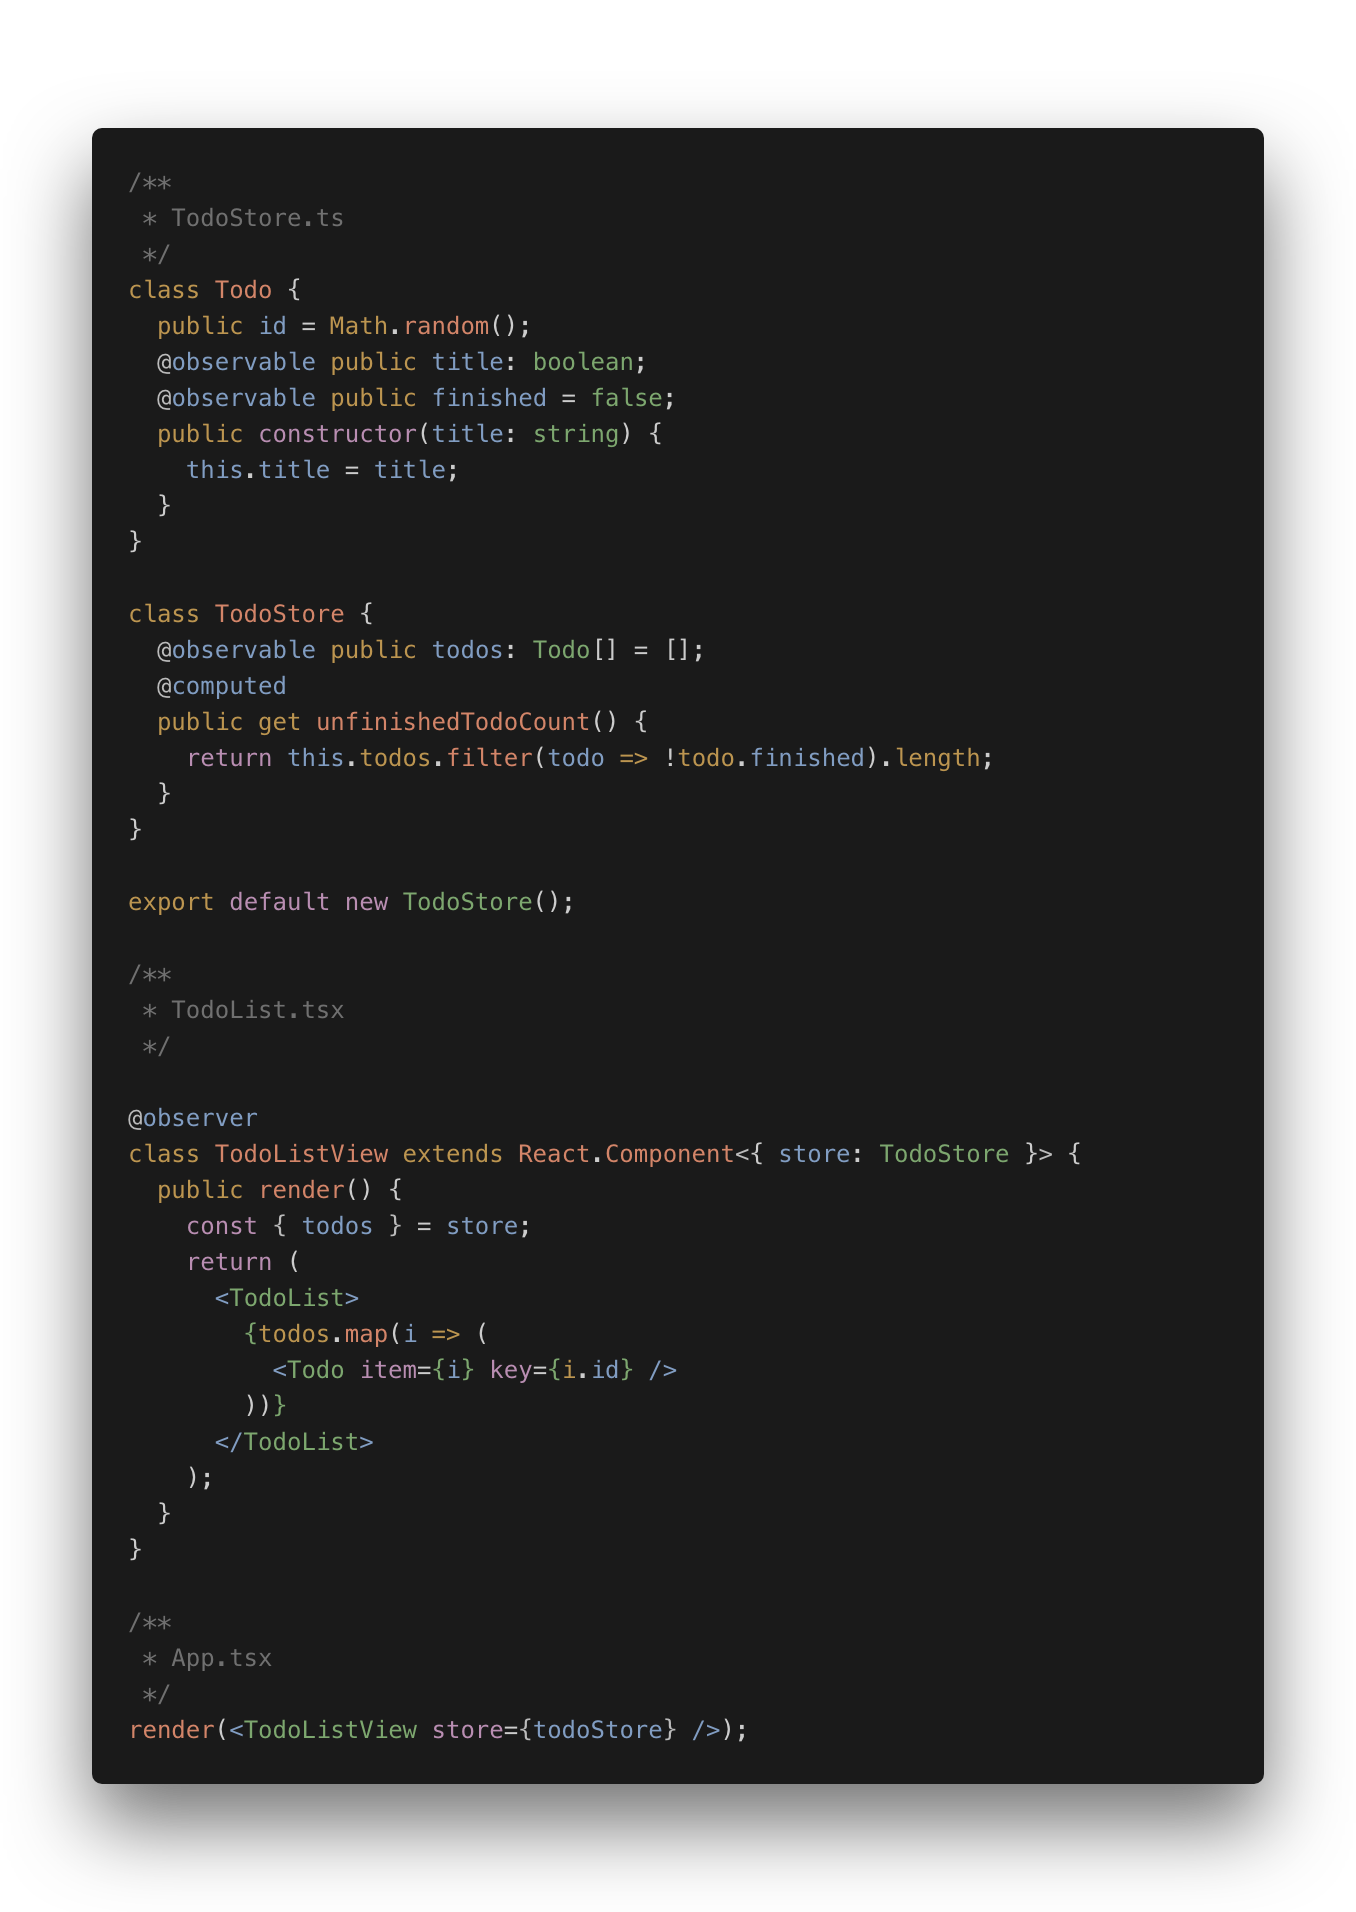 /**
 * TodoStore.ts
 */
class Todo {
  public id = Math.random();
  @observable public title: boolean;
  @observable public finished = false;
  public constructor(title: string) {
    this.title = title;
  }
}

class TodoStore {
  @observable public todos: Todo[] = [];
  @computed
  public get unfinishedTodoCount() {
    return this.todos.filter(todo => !todo.finished).length;
  }
}

export default new TodoStore();

/**
 * TodoList.tsx
 */

@observer
class TodoListView extends React.Component<{ store: TodoStore }> {
  public render() {
    const { todos } = store;
    return (
      <TodoList>
        {todos.map(i => (
          <Todo item={i} key={i.id} />
        ))}
      </TodoList>
    );
  }
}

/**
 * App.tsx
 */
render(<TodoListView store={todoStore} />);